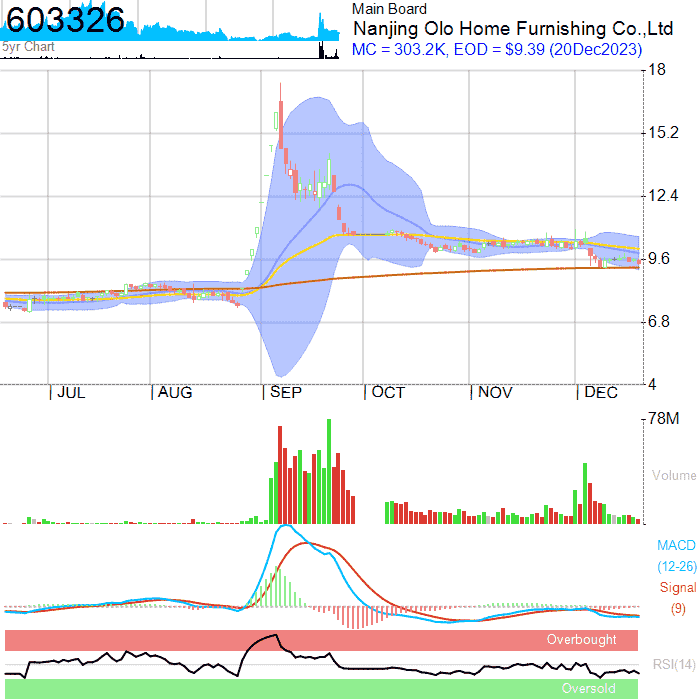 603326
5yr Chart
Main Board
Nanjing Olo Home Furnishing Co.,Ltd
MC = 303.2K, EOD = $9.39 (20Dec2023)
18
15.2
12.4
9.6
6.8
4
JUL
AUG
SEP
OCT
NOV
DEC
78M
Volume
MACD
(12-26)
Signal
(9)
Overbought
RSI(14)
Oversold